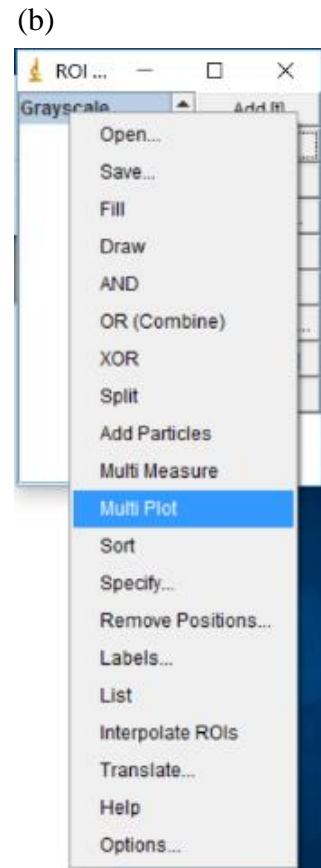 (b)
ROI ...
Grayscale
Add [t]
Open...
Save...
Fill
Draw
AND
OR (Combine)
XOR
Split
Add Particles
Multi Measure
Multi Plot
Sort
Specify...
Remove Positions...
Labels...
List
Interpolate ROIs
Translate...
Help
Options...